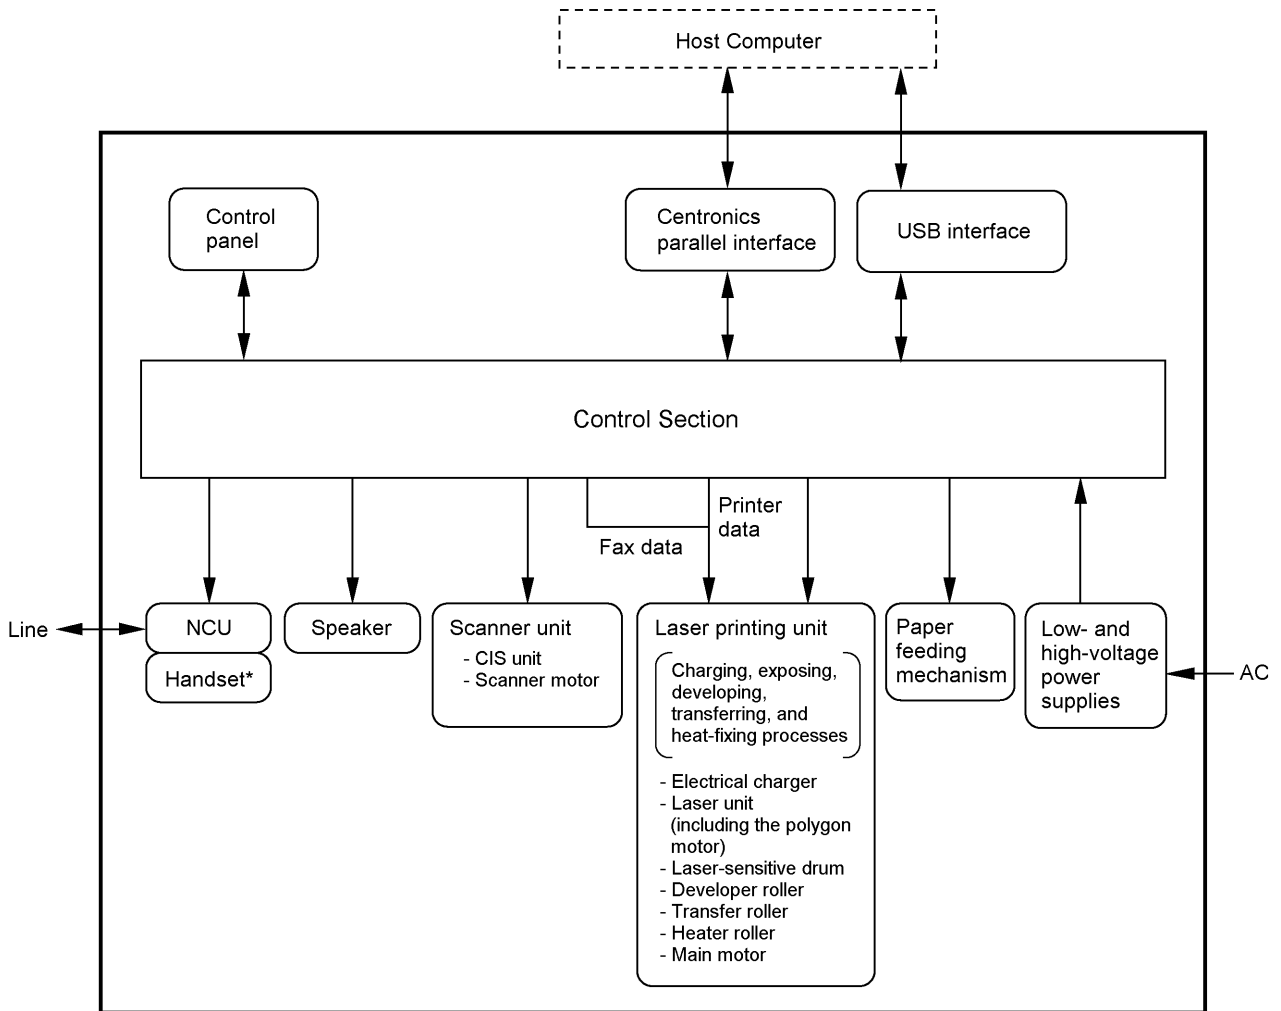 Host Computer
Control
panel
Centronics
parallel interface
USB interface
Control Section
Printer
data
Fax data
Line
NCU
Handset*
Speaker
Scanner unit
- CIS unit
- Scanner motor
Laser printing unit
Charging, exposing,
developing,
transferring, and
heat-fixing processes
- Electrical charger
- Laser unit
(including the polygon
motor)
- Laser-sensitive drum
- Developer roller
- Transfer roller
- Heater roller
- Main motor
Paper
feeding
mechanism
Low- and
high-voltage
power
supplies
AC